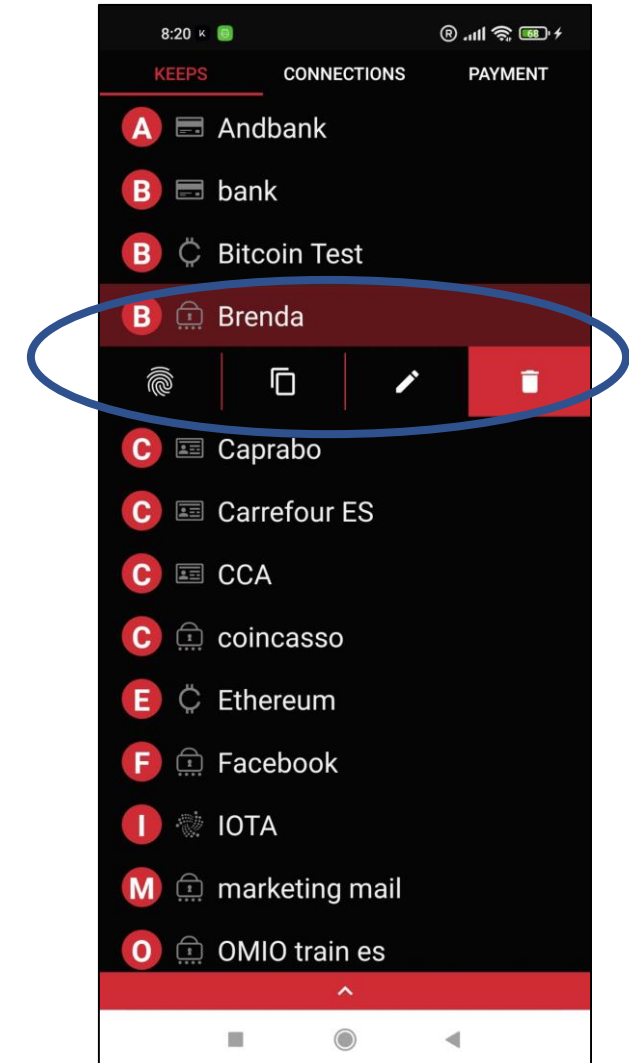 8:20 K R 68
KEEPS CONNECTIONS PAYMENT
A Andbank
B bank
B Bitcoin Test
B Brenda
C Caprabo
C Carrefour ES
C CCA
C coincasso
E Ethereum
F Facebook
I IOTA
M marketing mail
O OMIO train es